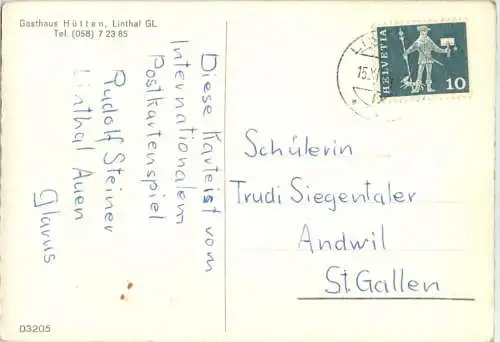 Gasthaus Hütten, Linthal GL
Tel. (058) 7 23 85
Diese Karte ist vom
Internationalem
Postkartenspiel
Rudolf Steiner
Linthal Auen
Glarus
HELVETIA
10
Schülerin
Trudi Siegentaler
Andwil
St. Gallen
03205